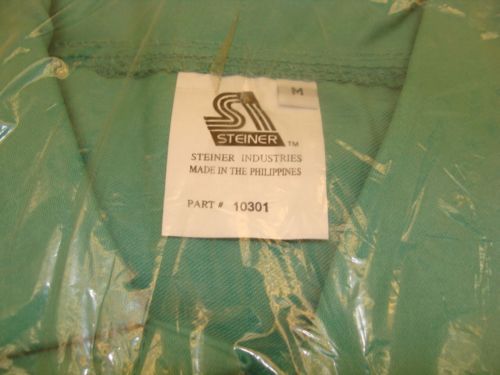 M
STEINER ™
STEINER INDUSTRIES
MADE IN THE PHILIPPINES
PART # 10301